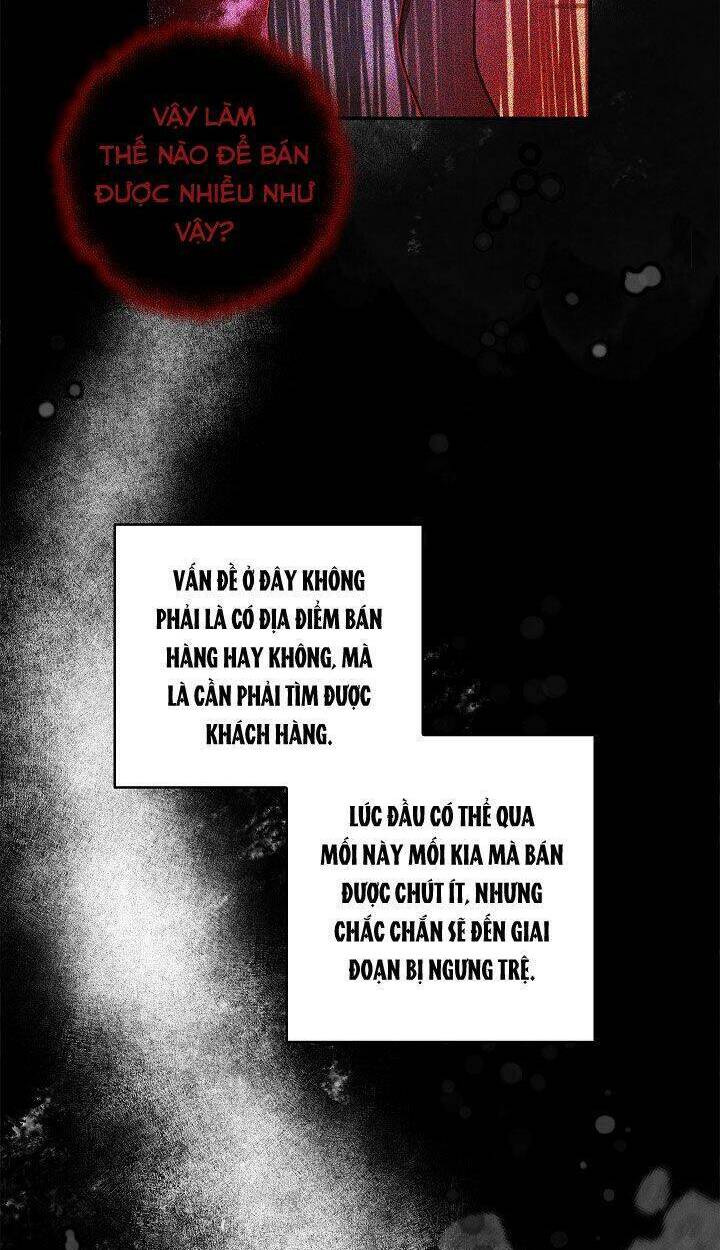 VẬY LÀM
THẾ NÀO ĐỂ BÁN
ĐƯỢC NHIỀU NHƯ
VẬY?
VẤN ĐỀ Ở ĐÂY KHÔNG
PHẢI LÀ CÓ ĐỊA ĐIỂM BÁN
HÀNG HAY KHÔNG, MÀ
LÀ CẦN PHẢI TÌM ĐƯỢC
KHÁCH HÀNG.
LÚC ĐẦU CÓ THỂ QUA
MỐI NÀY MỐI KIA MÀ BÁN
ĐƯỢC CHÚT ÍT, NHƯNG
CHẮC CHẮN SẼ ĐẾN GIAI
ĐOẠN BỊ NGƯNG TRỆ.